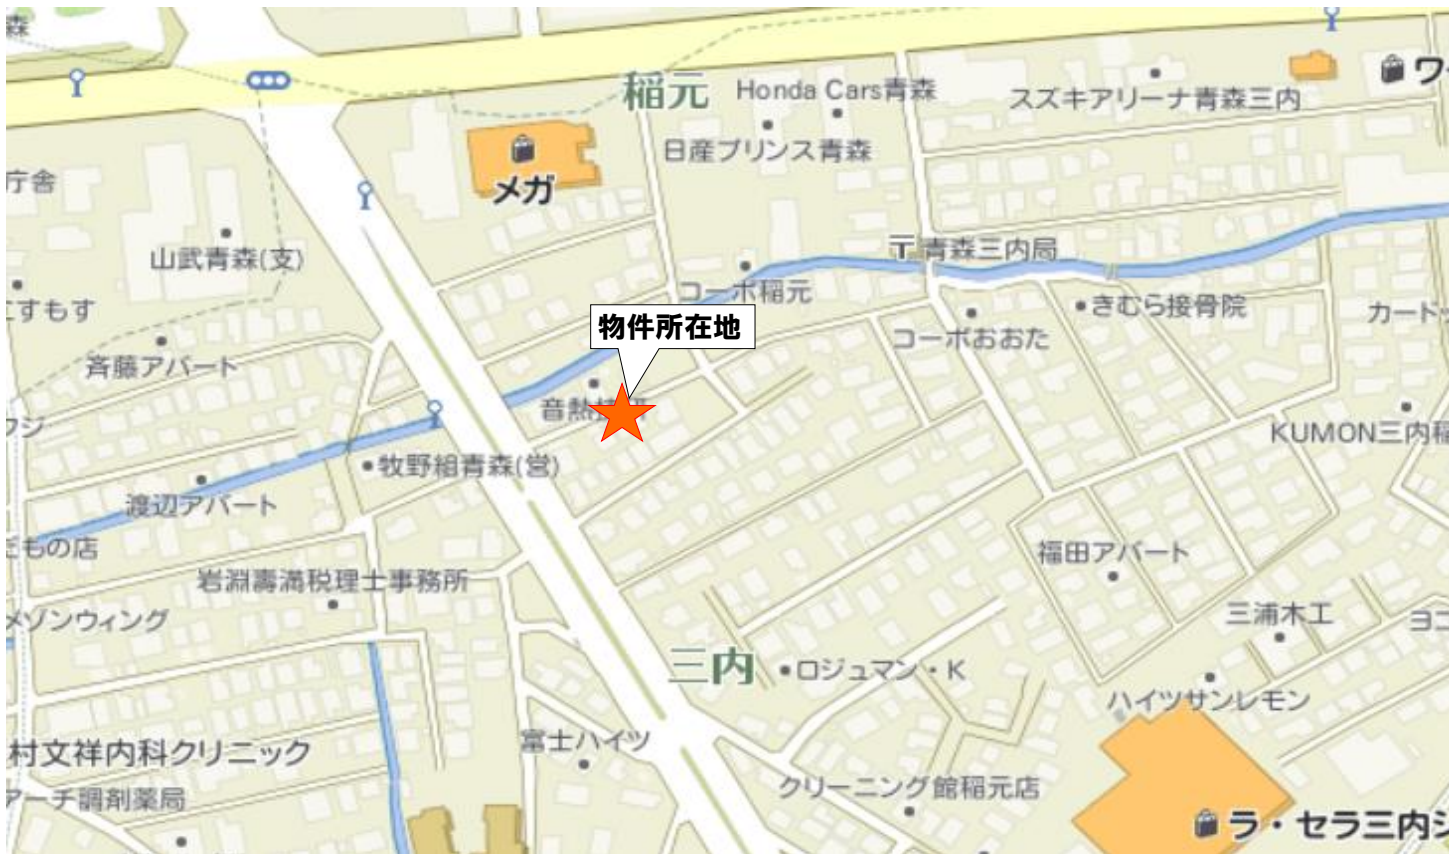 森
稲元
Honda Cars青森
スズキアリーナ青森三内
ワ
日産プリンス青森
メガ
庁舎
山武青森(支)
〒青森三内局
コーポ稲元
きむら接骨院
こすもす
カード
物件所在地
コーポおおた
斉藤アパート
音熱
ウジ
KUMON三内稲
牧野組青森(営)
渡辺アパート
だもの店
福田アパート
岩淵壽満税理士事務所
メゾンウィング
三浦木工
ヨコ
三内
ロジュマン・K
ハイツサンレモン
富士ハイツ
村文祥内科クリニック
クリーニング館稲元店
アーチ調剤薬局
ラ・セラ三内シ